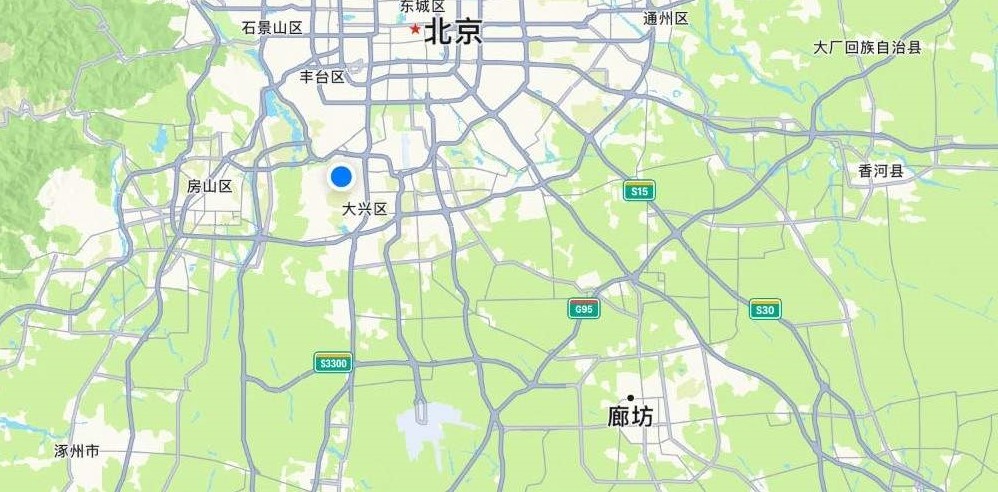 东城区
石景山区
北京
通州区
大厂回族自治县
丰台区
香河县
房山区
S15
大兴区
G95
S30
S3300
廊坊
涿州市